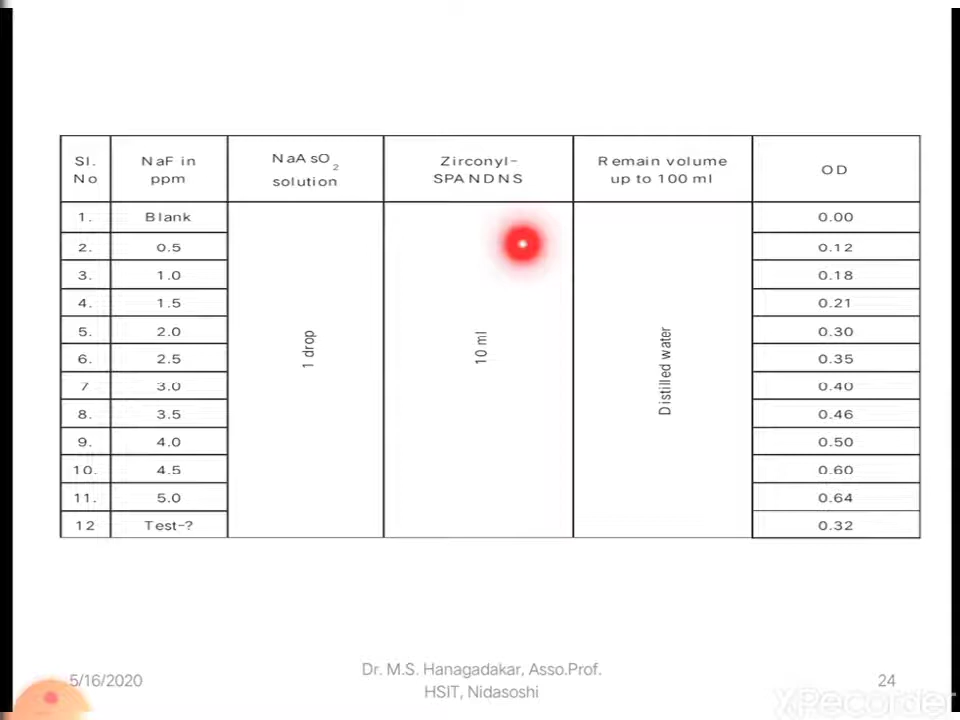 Sl. No NaF in ppm NaAsO2 solution Zirconyl-SPANDNS Remain volume up to 100 ml OD
1. Blank 0.00
2. 0.5 0.12
3. 1.0 0.18
4. 1.5 0.21
5. 2.0 0.30
6. 2.5 0.35
7 3.0 0.40
8. 3.5 0.46
9. 4.0 0.50
10. 4.5 0.60
11. 5.0 0.64
12 Test-? 0.32
1 drop
10 ml
Distilled water
5/16/2020
Dr. M.S. Hanagadakar, Asso.Prof.
HSIT, Nidasoshi
24
XRecorder